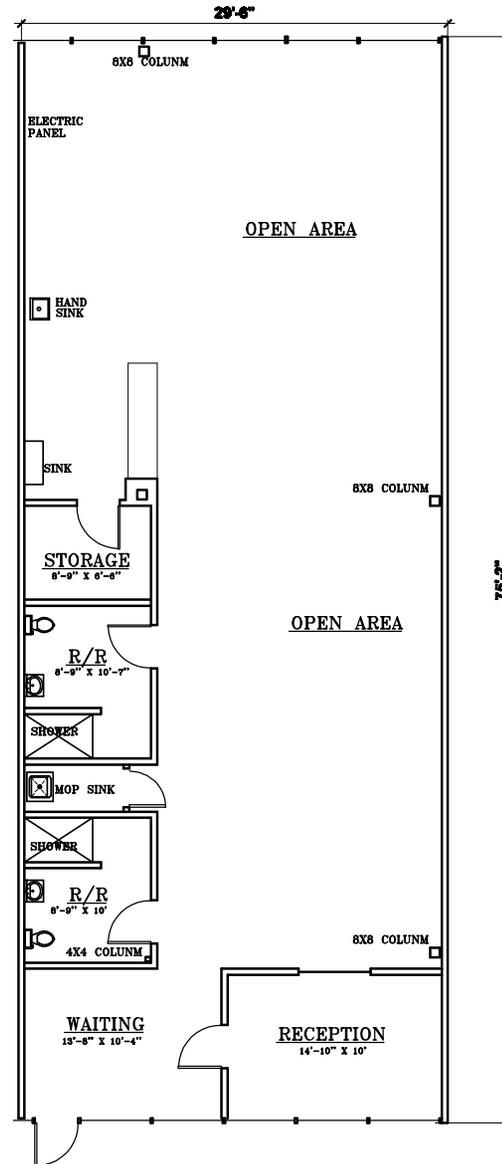 29'-6"
8X8 COLUNM
ELECTRIC
PANEL
OPEN AREA
HAND
SINK
SINK
8X8 COLUNM
STORAGE
8'-9" X 6'-6"
OPEN AREA
R/R
8'-9" X 10'-7"
SHOWER
MOP SINK
SHOWER
R/R
8'-9" X 10'
4X4 COLUNM
8X8 COLUNM
WAITING
13'-8" X 10'-4"
RECEPTION
14'-10" X 10'